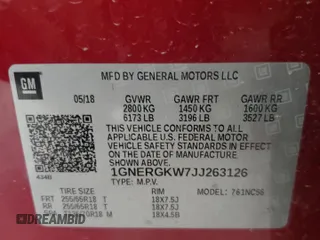 GM
MFD BY GENERAL MOTORS LLC
05/18 GVWR GAWR FRT GAWR RR
2800 KG 1450 KG 1600 KG
6173 LB 3196 LB 3527 LB
THIS VEHICLE CONFORMS TO ALL APPLICABLE
U.S. FEDERAL MOTOR
VEHICLE SAFETY STANDARDS IN EFFECT ON THE
DATE OF MANUFACTURE SHOWN ABOVE.
1GNERGKW7JJ263126
TYPE: M.P.V. MODEL: 761NC56
TIRE SIZE RIM
FRT 255/65R18 T 18X7.5J
RR 255/65R18 T 18X7.5J
18 M 18X4.5B
DREAMBID